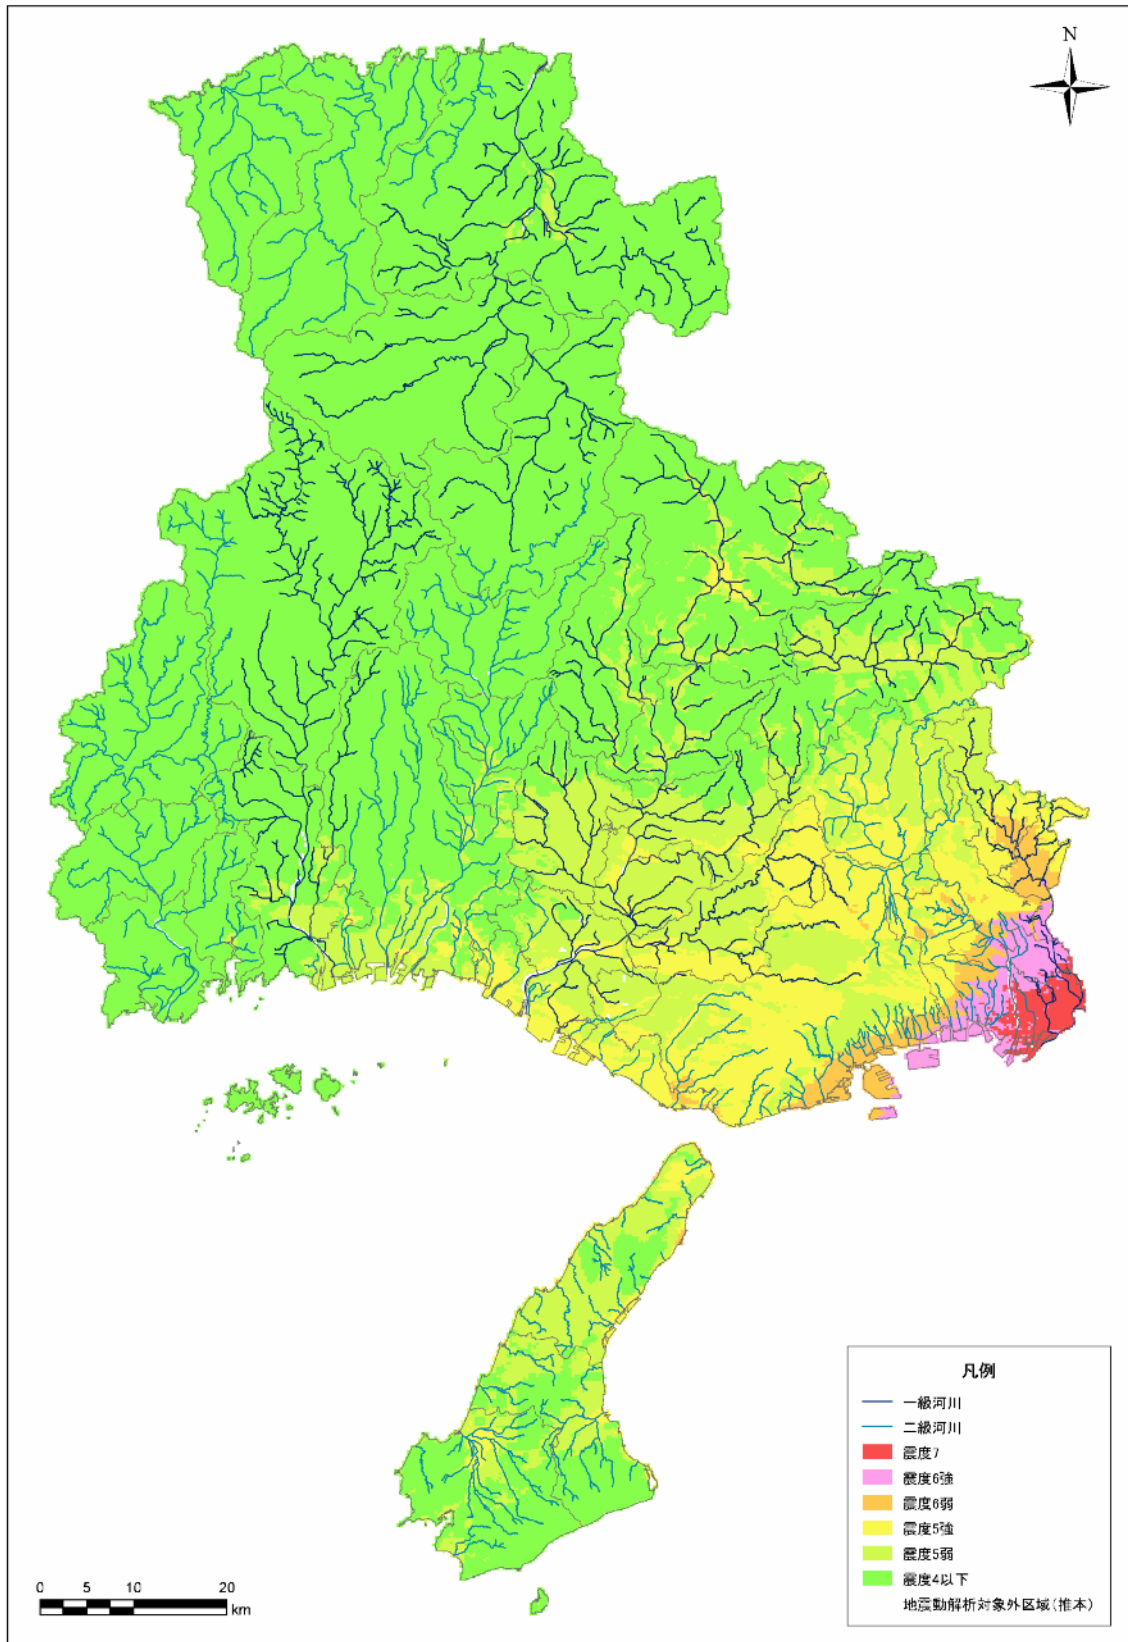 N
凡例
一級河川
二級河川
震度7
震度6強
震度6弱
震度5強
震度5弱
震度4以下
地震動解析対象外区域(推本)
0 5 10 20
km